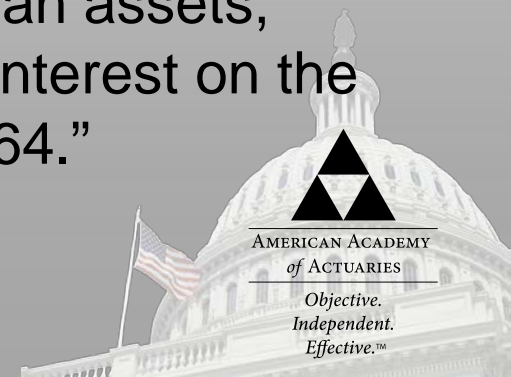 an assets,
nterest on the
64.”
AMERICAN ACADEMY
of ACTUARIES
Objective.
Independent.
Effective.™